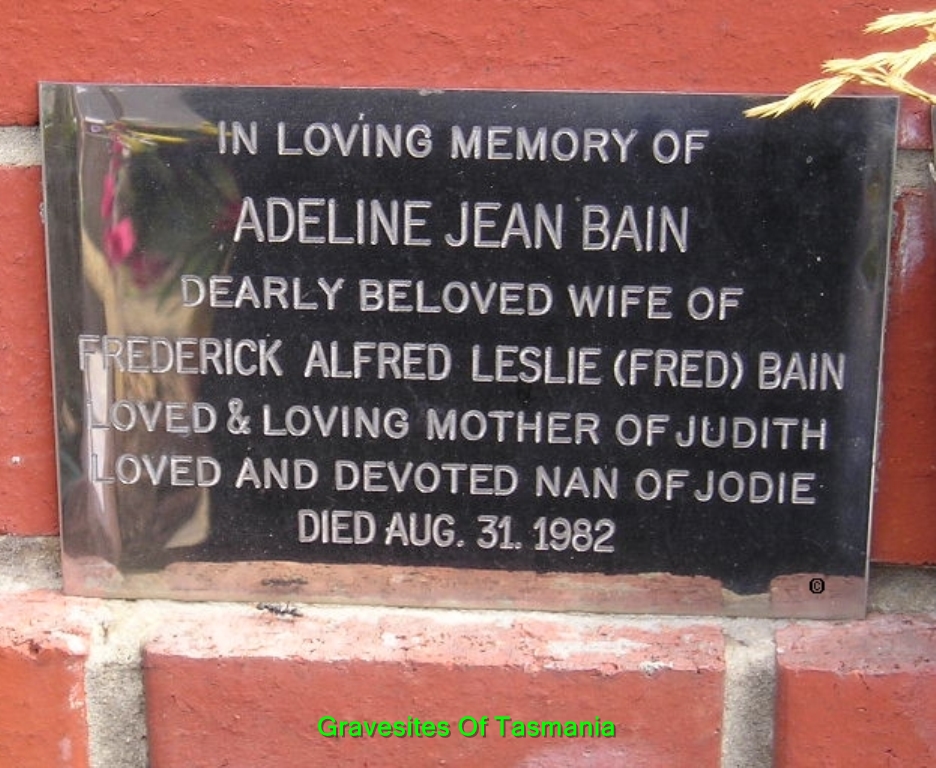 IN LOVING MEMORY OF
ADELINE JEAN BAIN
DEARLY BELOVED WIFE OF
FREDERICK ALFRED LESLIE (FRED) BAIN
LOVED & LOVING MOTHER OF JUDITH
LOVED AND DEVOTED NAN OF JODIE
DIED AUG. 31. 1982
©
Gravesites Of Tasmania